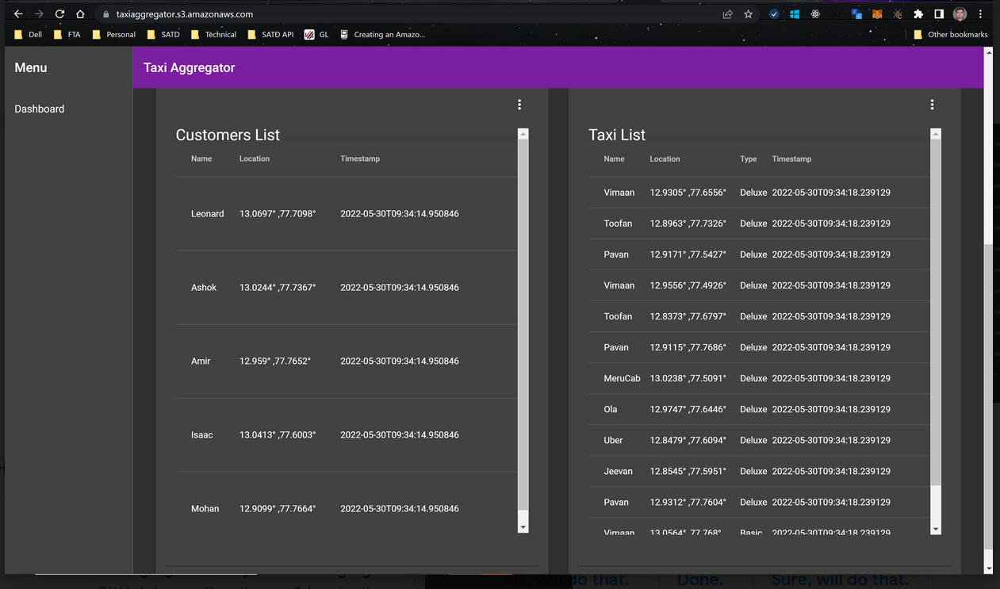 taxiaggregator.s3.amazonaws.com
Dell FTA Personal SATD Technical SATD API GL Creating an Amazo... Other bookmarks
Menu
Taxi Aggregator
Dashboard
Customers List
Name Location Timestamp
Leonard 13.0697° ,77.7098° 2022-05-30T09:34:14.950846
Ashok 13.0244° ,77.7367° 2022-05-30T09:34:14.950846
Amir 12.959° ,77.7652° 2022-05-30T09:34:14.950846
Isaac 13.0413° ,77.6003° 2022-05-30T09:34:14.950846
Mohan 12.9099° ,77.7664° 2022-05-30T09:34:14.950846
Taxi List
Name Location Type Timestamp
Vimaan 12.9305° ,77.6556° Deluxe 2022-05-30T09:34:18.239129
Toofan 12.8963° ,77.7326° Deluxe 2022-05-30T09:34:18.239129
Pavan 12.9171° ,77.5427° Deluxe 2022-05-30T09:34:18.239129
Vimaan 12.9556° ,77.4926° Deluxe 2022-05-30T09:34:18.239129
Toofan 12.8373° ,77.6797° Deluxe 2022-05-30T09:34:18.239129
Pavan 12.9115° ,77.7686° Deluxe 2022-05-30T09:34:18.239129
MeruCab 13.0238° ,77.5091° Deluxe 2022-05-30T09:34:18.239129
Ola 12.9747° ,77.6446° Deluxe 2022-05-30T09:34:18.239129
Uber 12.8479° ,77.6094° Deluxe 2022-05-30T09:34:18.239129
Jeevan 12.8545° ,77.5951° Deluxe 2022-05-30T09:34:18.239129
Pavan 12.9312° ,77.7604° Deluxe 2022-05-30T09:34:18.239129
Vimaan 13.0564° ,77.768° Basic 2022-05-30T09:34:18.239129
Ok, will do that. Done. Sure, will do that.